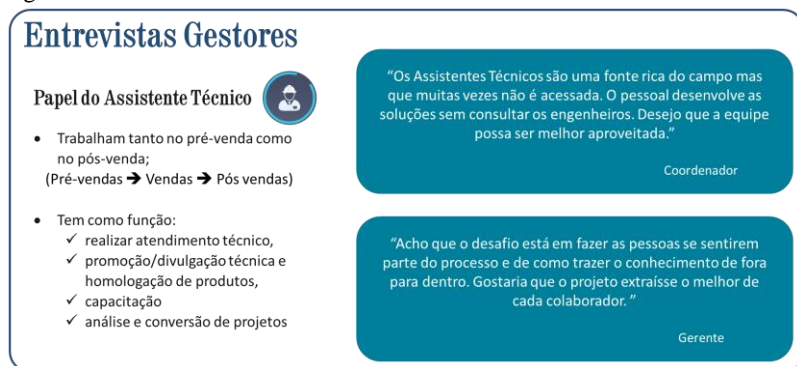 Entrevistas Gestores
Papel do Assistente Técnico
• Trabalham tanto no pré-venda como
no pós-venda;
(Pré-vendas ➔ Vendas ➔ Pós vendas)
• Tem como função:
✓ realizar atendimento técnico,
✓ promoção/divulgação técnica e
homologação de produtos,
✓ capacitação
✓ análise e conversão de projetos
“Os Assistentes Técnicos são uma fonte rica do campo mas
que muitas vezes não é acessada. O pessoal desenvolve as
soluções sem consultar os engenheiros. Desejo que a equipe
possa ser melhor aproveitada.”
Coordenador
“Acho que o desafio está em fazer as pessoas se sentirem
parte do processo e de como trazer o conhecimento de fora
para dentro. Gostaria que o projeto extraísse o melhor de
cada colaborador. ”
Gerente